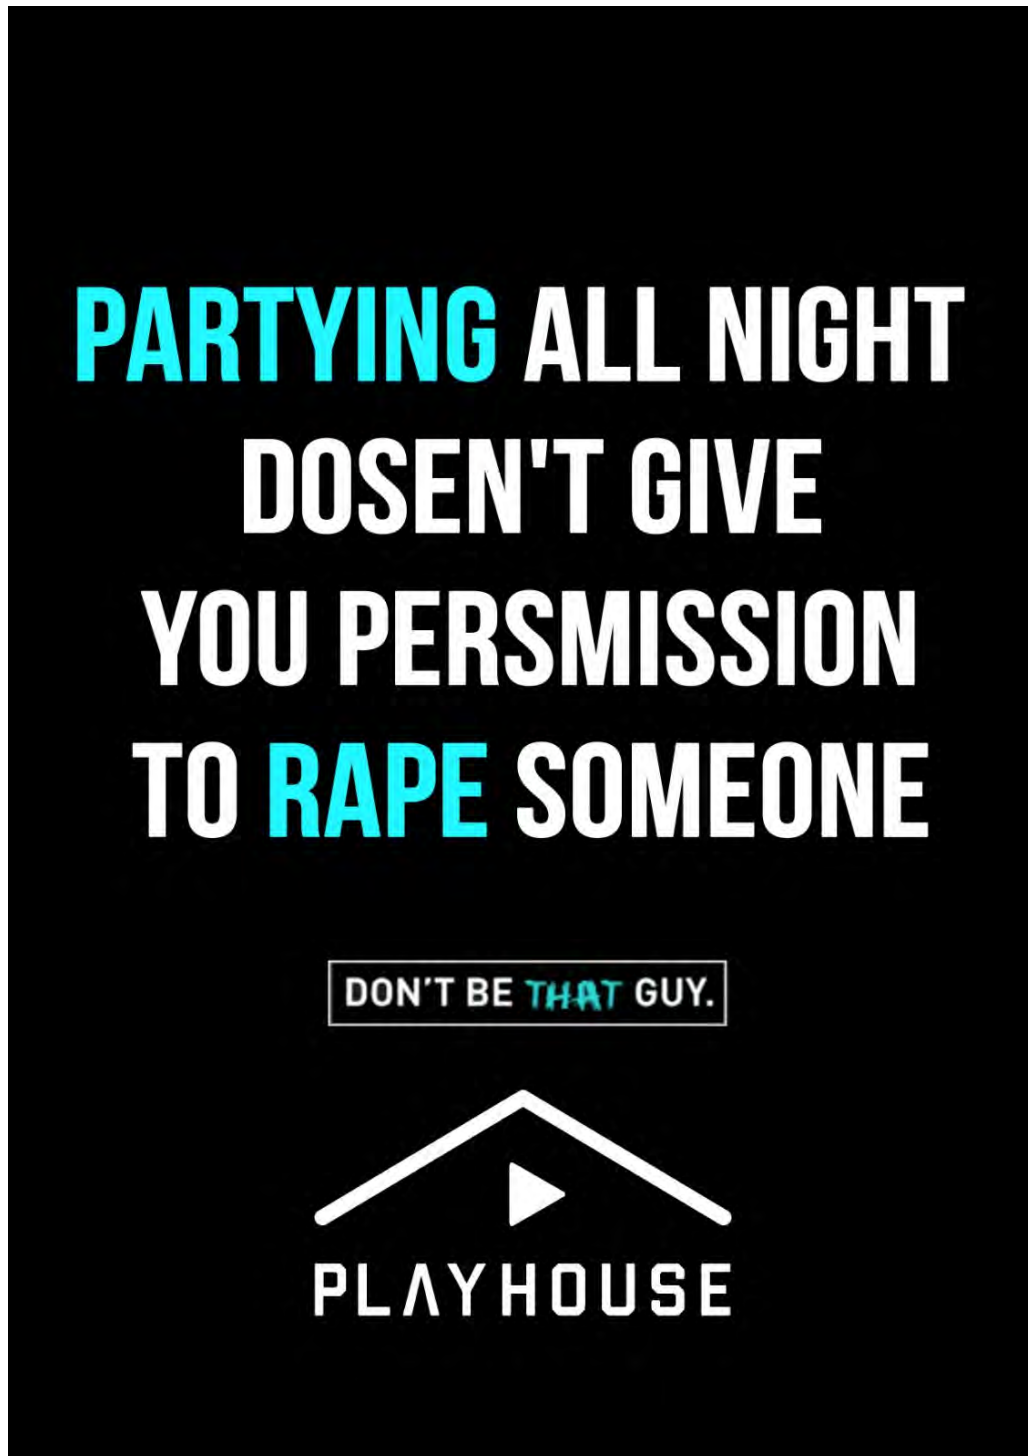 PARTYING ALL NIGHT
DOSEN'T GIVE
YOU PERSMISSION
TO RAPE SOMEONE
DON'T BE THAT GUY.
PLAYHOUSE